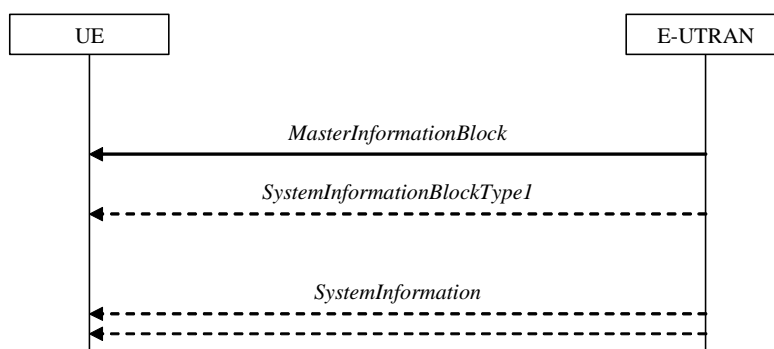 UE
E-UTRAN
MasterInformationBlock
SystemInformationBlockType1
SystemInformation